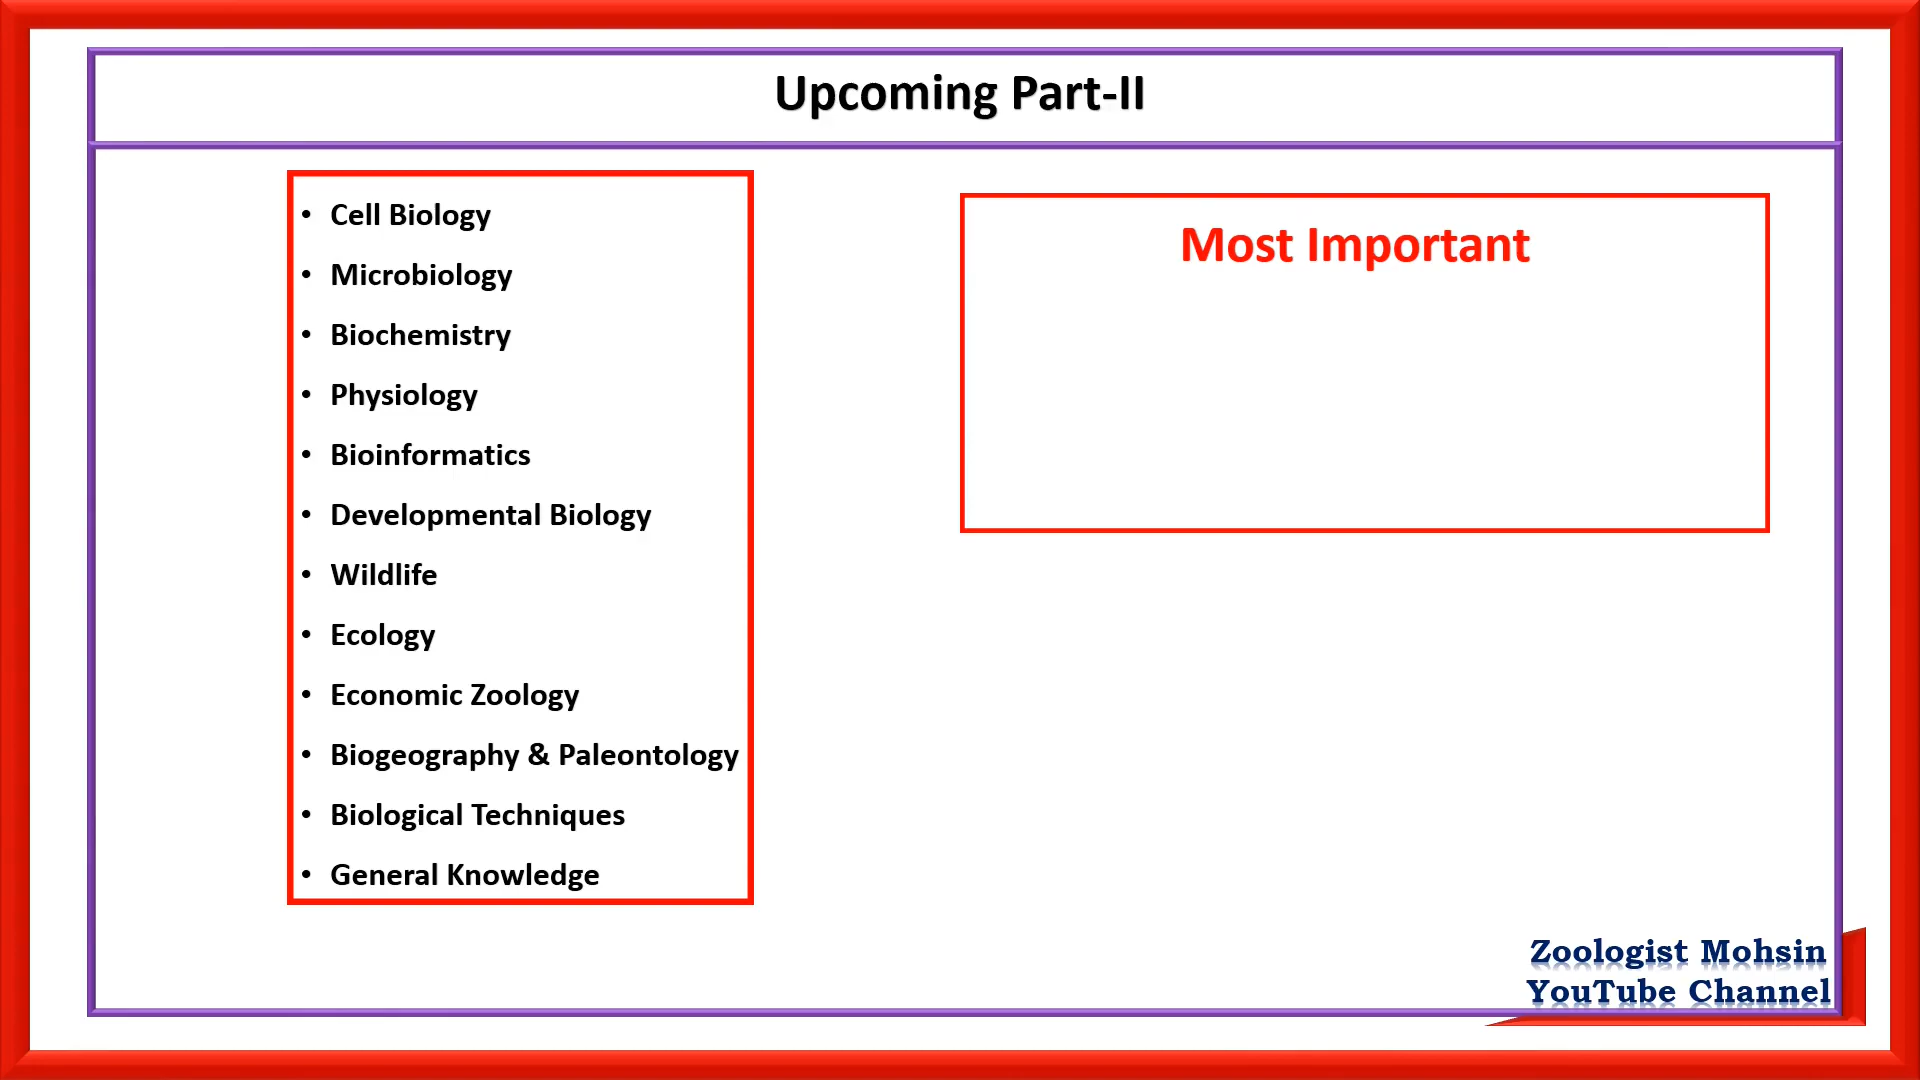 Upcoming Part-II
• Cell Biology
• Microbiology
• Biochemistry
• Physiology
• Bioinformatics
• Developmental Biology
• Wildlife
• Ecology
• Economic Zoology
• Biogeography & Paleontology
• Biological Techniques
• General Knowledge
Most Important
Zoologist Mohsin
YouTube Channel